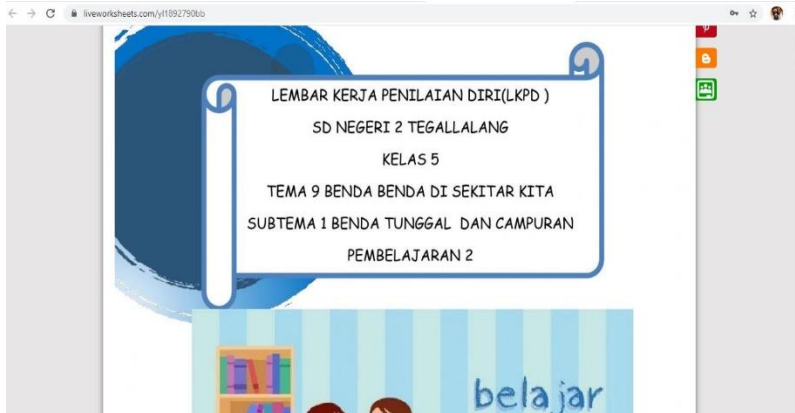 liveworksheets.com/yl1892790bb
LEMBAR KERJA PENILAIAN DIRI(LKPD )
SD NEGERI 2 TEGALLALANG
KELAS 5
TEMA 9 BENDA BENDA DI SEKITAR KITA
SUBTEMA 1 BENDA TUNGGAL DAN CAMPURAN
PEMBELAJARAN 2
belajar